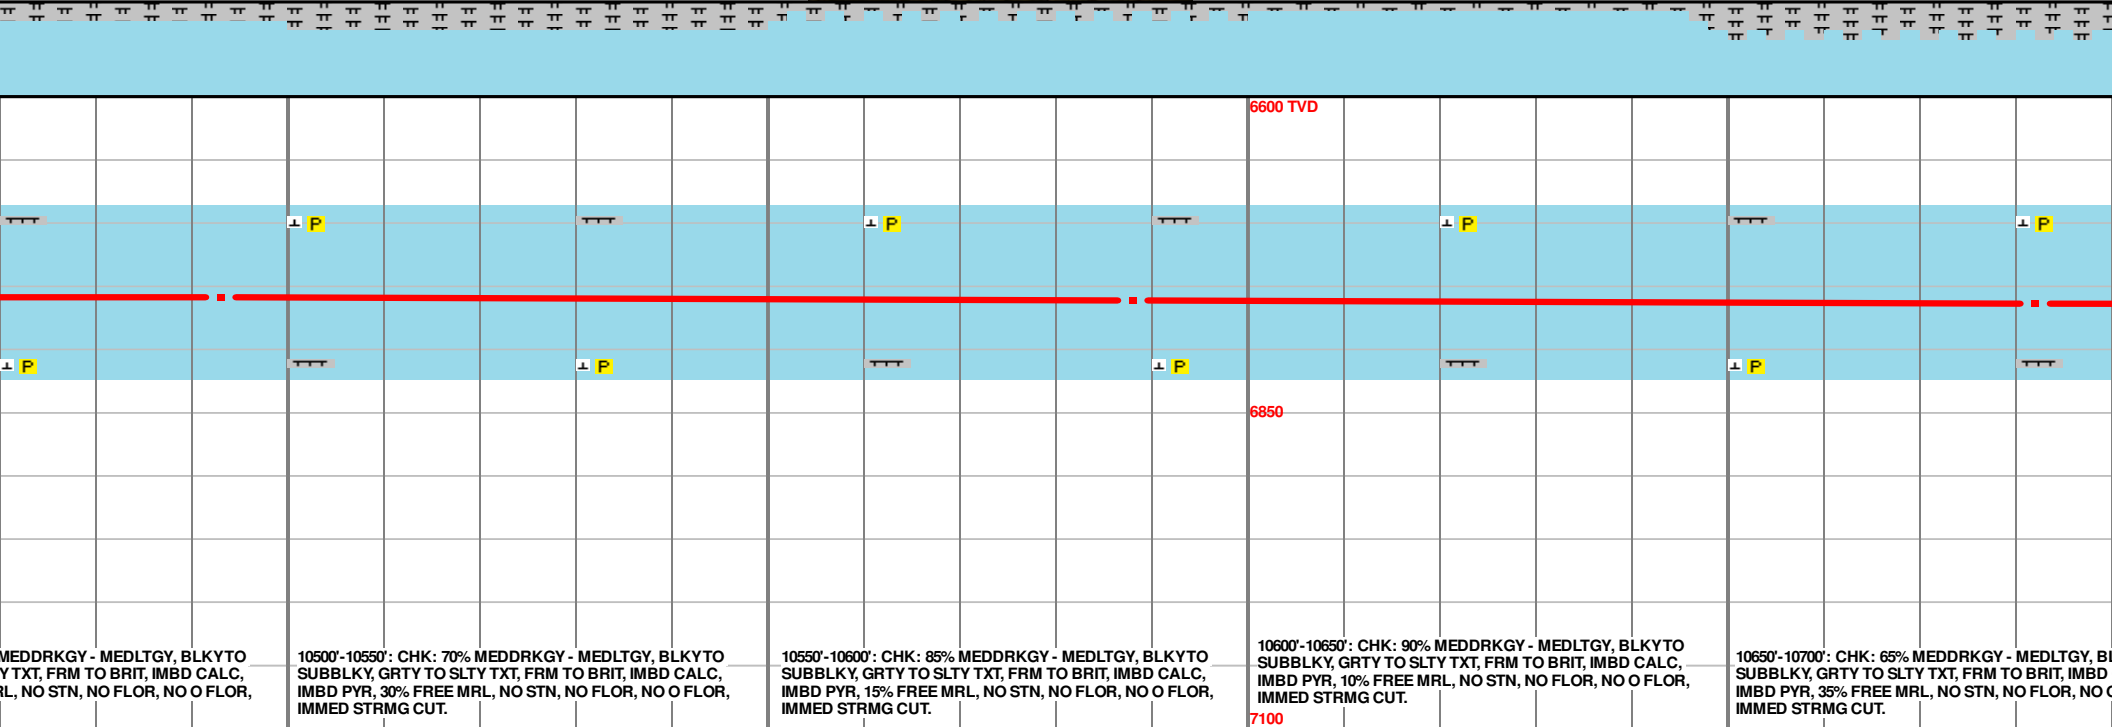 6600 TVD
P
P
P
P
P
P
P
P
6850
MEDDRKGY - MEDLTGY, BLKYTO
Y TXT, FRM TO BRIT, IMBD CALC,
RL, NO STN, NO FLOR, NO O FLOR,
10500'-10550': CHK: 70% MEDDRKGY - MEDLTGY, BLKYTO
SUBBLKY, GRTY TO SLTY TXT, FRM TO BRIT, IMBD CALC,
IMBD PYR, 30% FREE MRL, NO STN, NO FLOR, NO O FLOR,
IMMED STRMG CUT.
10550'-10600': CHK: 85% MEDDRKGY - MEDLTGY, BLKYTO
SUBBLKY, GRTY TO SLTY TXT, FRM TO BRIT, IMBD CALC,
IMBD PYR, 15% FREE MRL, NO STN, NO FLOR, NO O FLOR,
IMMED STRMG CUT.
10600'-10650': CHK: 90% MEDDRKGY - MEDLTGY, BLKYTO
SUBBLKY, GRTY TO SLTY TXT, FRM TO BRIT, IMBD CALC,
IMBD PYR, 10% FREE MRL, NO STN, NO FLOR, NO O FLOR,
IMMED STRMG CUT.
10650'-10700': CHK: 65% MEDDRKGY - MEDLTGY, BL
SUBBLKY, GRTY TO SLTY TXT, FRM TO BRIT, IMBD
IMBD PYR, 35% FREE MRL, NO STN, NO FLOR, NO O
IMMED STRMG CUT.
7100